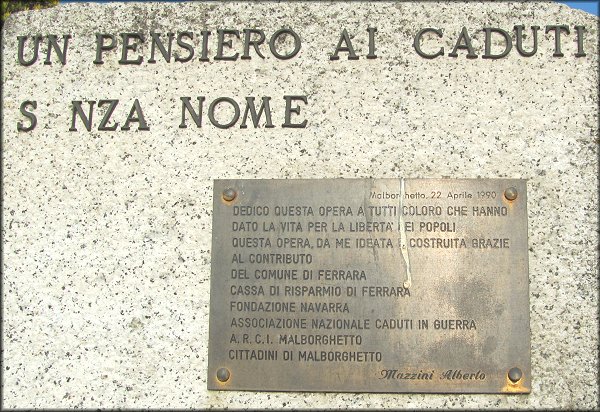 UN PENSIERO AI CADUTI
S NZA NOME
Malborghetto, 22 Aprile 1990
DEDICO QUESTA OPERA A TUTTI COLORO CHE HANNO
DATO LA VITA PER LA LIBERTA' EI POPOLI
QUESTA OPERA, DA ME IDEATA E COSTRUITA GRAZIE
AL CONTRIBUTO
DEL COMUNE DI FERRARA
CASSA DI RISPARMIO DI FERRARA
FONDAZIONE NAVARRA
ASSOCIAZIONE NAZIONALE CADUTI IN GUERRA
A.R.C.I. MALBORGHETTO
CITTADINI DI MALBORGHETTO
Mazzini Alberto